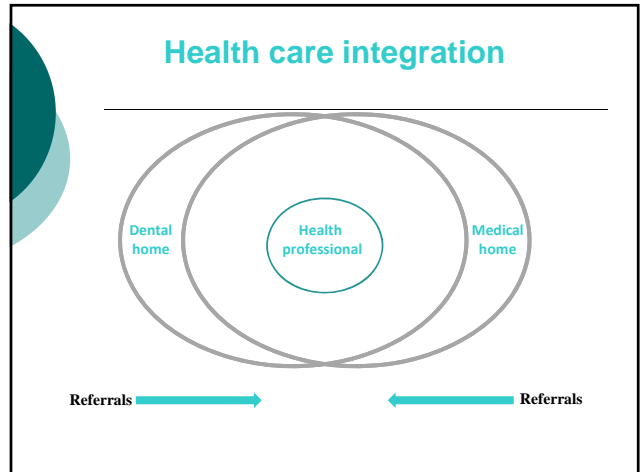 Health care integration
Dental
home
Health
professional
Medical
home
Referrals
Referrals